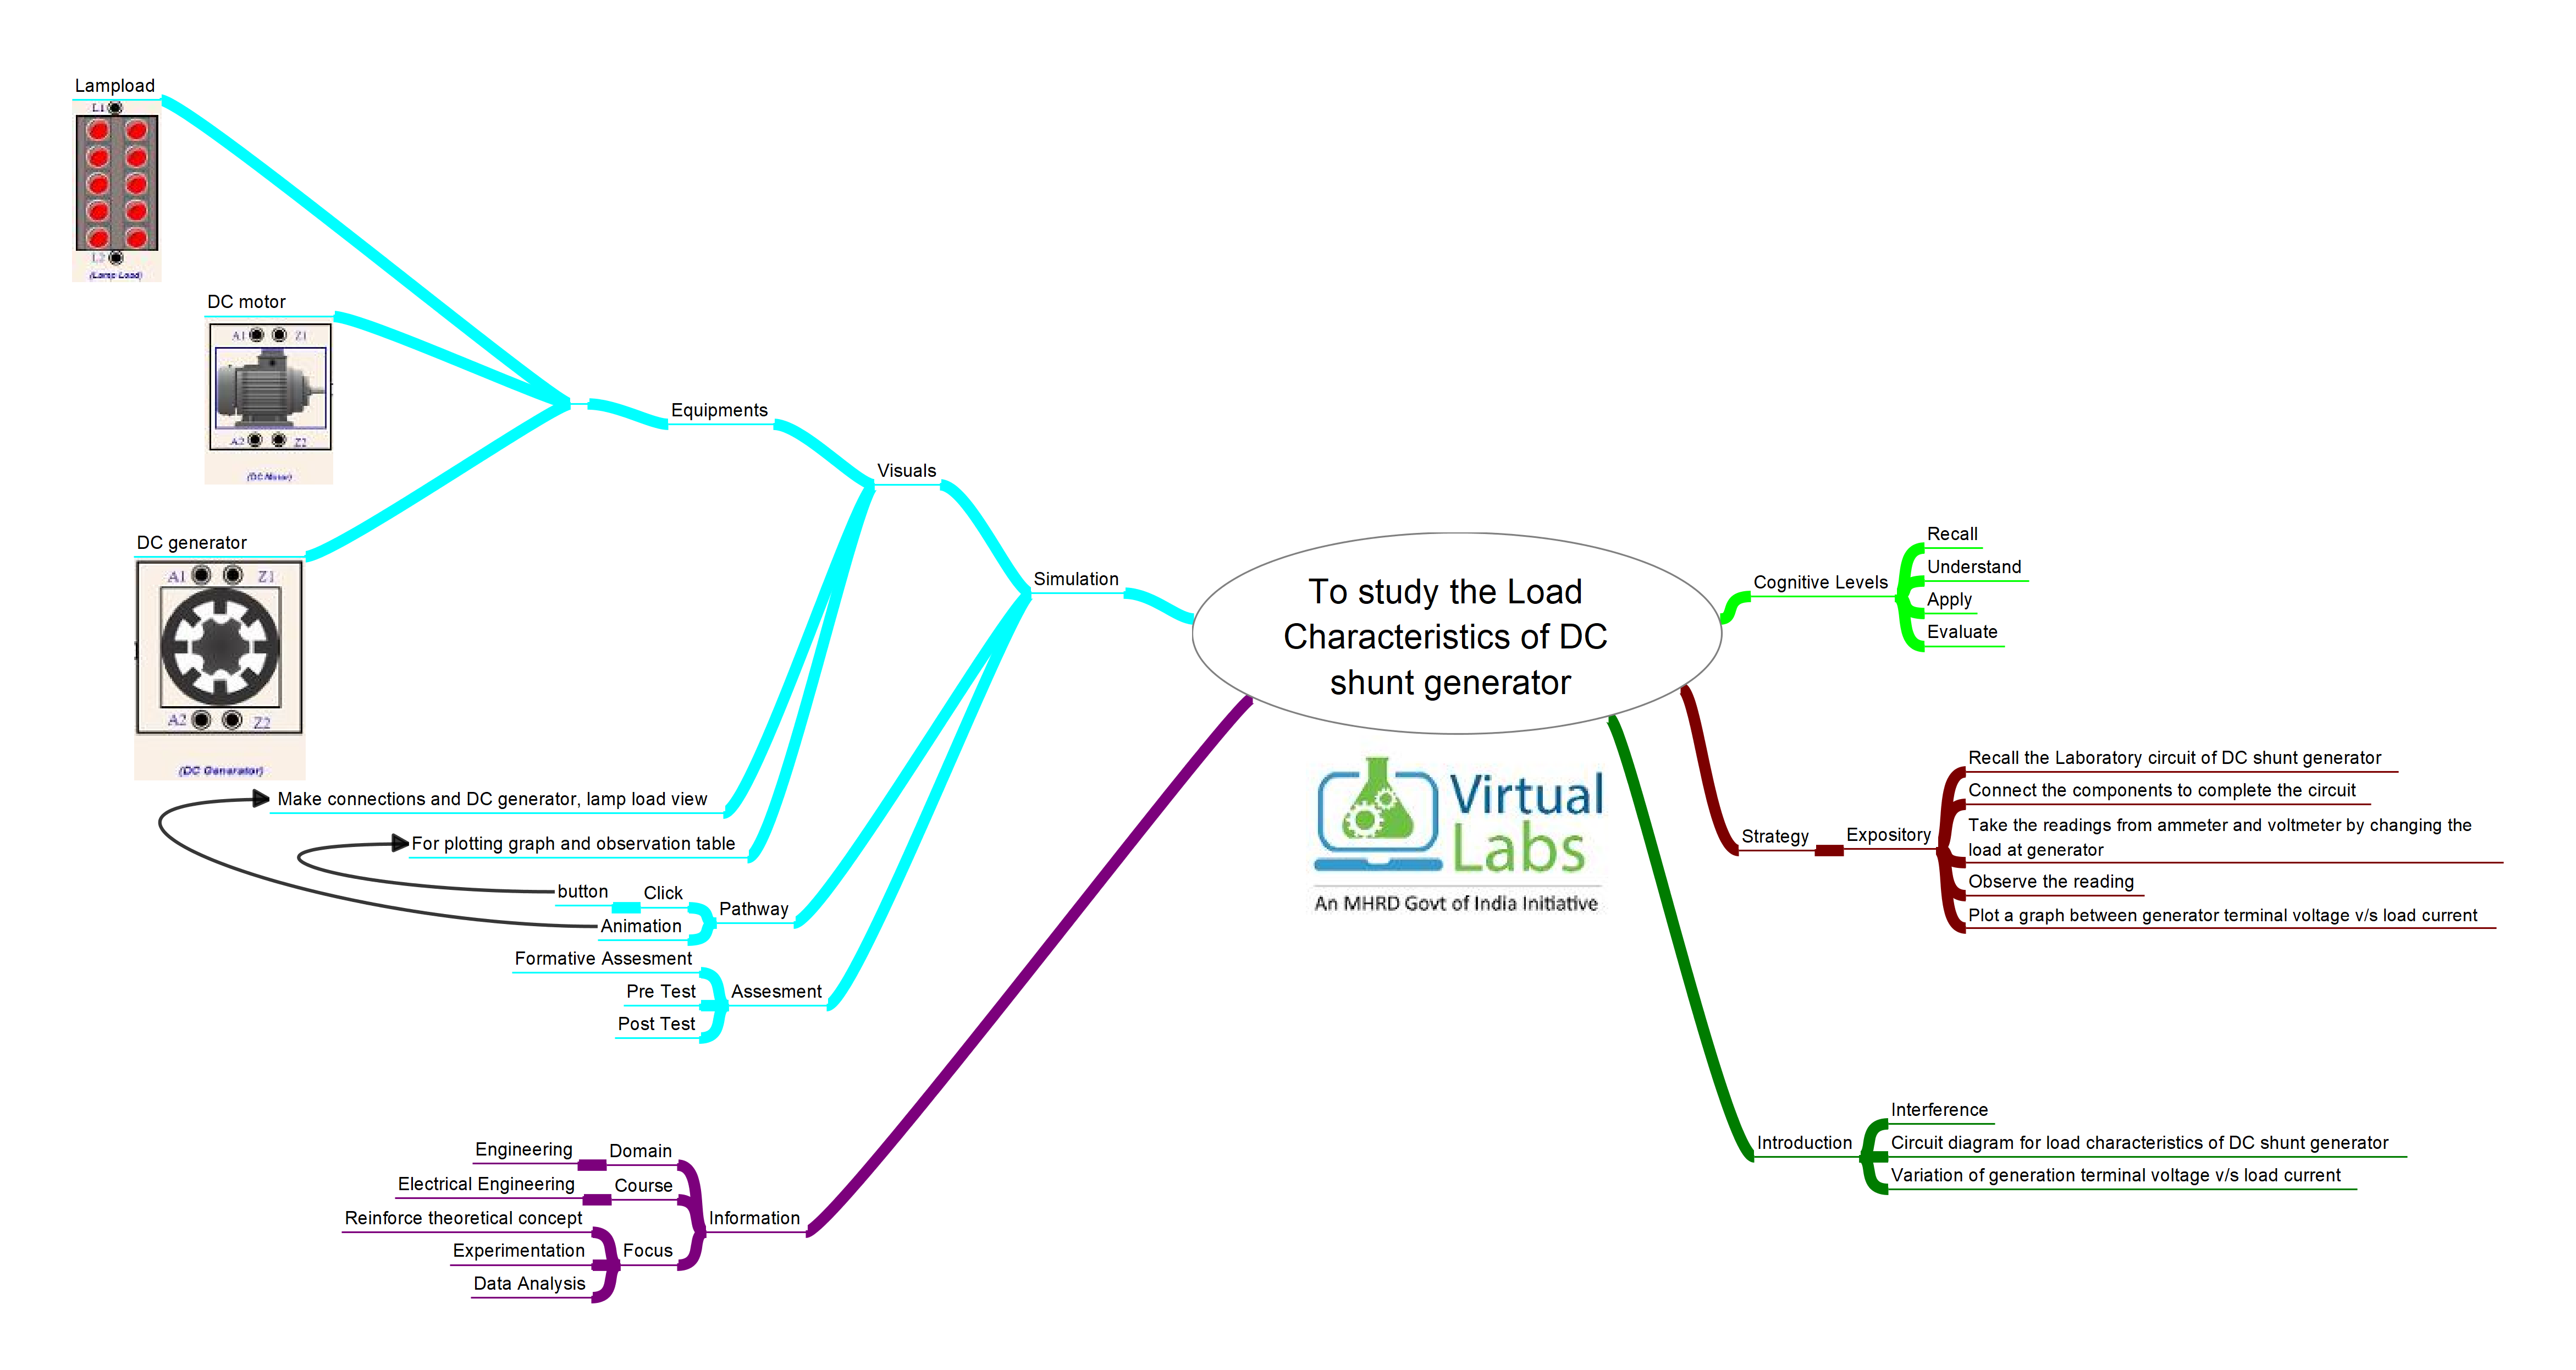 Lampload
L1
L2
(Lamp Load)
DC motor
A1 Z1
A2 Z2
(DC Motor)
DC generator
A1 Z1
A2 Z2
(DC Generator)
Equipments
Visuals
Simulation
Make connections and DC generator, lamp load view
For plotting graph and observation table
button
Click
Animation
Pathway
Formative Assesment
Pre Test
Post Test
Assesment
Engineering
Domain
Electrical Engineering
Course
Reinforce theoretical concept
Experimentation
Data Analysis
Focus
Information
To study the Load
Characteristics of DC
shunt generator
Virtual
Labs
An MHRD Govt of India Initiative
Cognitive Levels
Recall
Understand
Apply
Evaluate
Strategy
Expository
Recall the Laboratory circuit of DC shunt generator
Connect the components to complete the circuit
Take the readings from ammeter and voltmeter by changing the
load at generator
Observe the reading
Plot a graph between generator terminal voltage v/s load current
Introduction
Interference
Circuit diagram for load characteristics of DC shunt generator
Variation of generation terminal voltage v/s load current